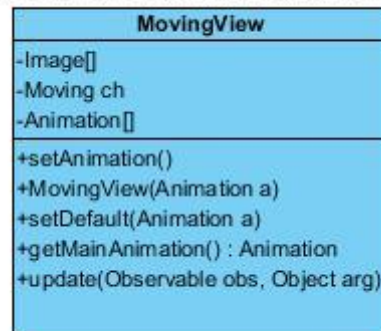 MovingView
-Image[]
-Moving ch
-Animation[]
+setAnimation()
+MovingView(Animation a)
+setDefault(Animation a)
+getMainAnimation() : Animation
+update(Observable obs, Object arg)